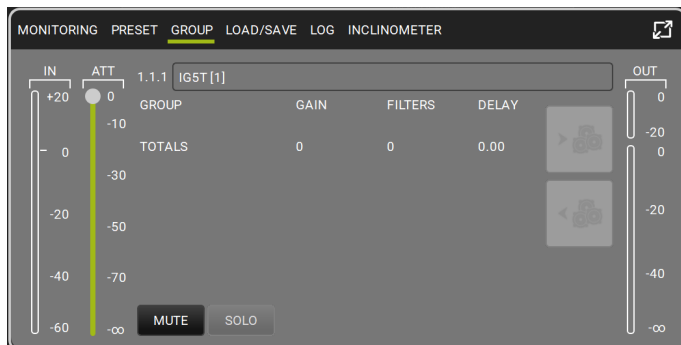 MONITORING PRESET GROUP LOAD/SAVE LOG INCLINOMETER
IN ATT OUT
1.1.1 IG5T [1]
+20 0 0
GROUP GAIN FILTERS DELAY
-10
-20
TOTALS 0 0 0.00
0 0
-30
-20 -20
-50
-40 -70 -40
MUTE SOLO
-60 -∞ -∞